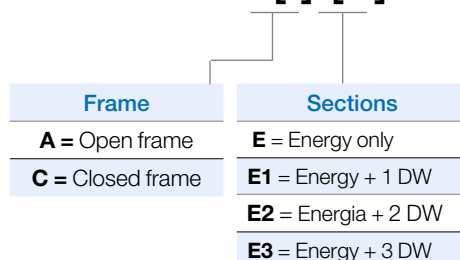 Frame
A = Open frame
C = Closed frame
Sections
E = Energy only
E1 = Energy + 1 DW
E2 = Energia + 2 DW
E3 = Energy + 3 DW